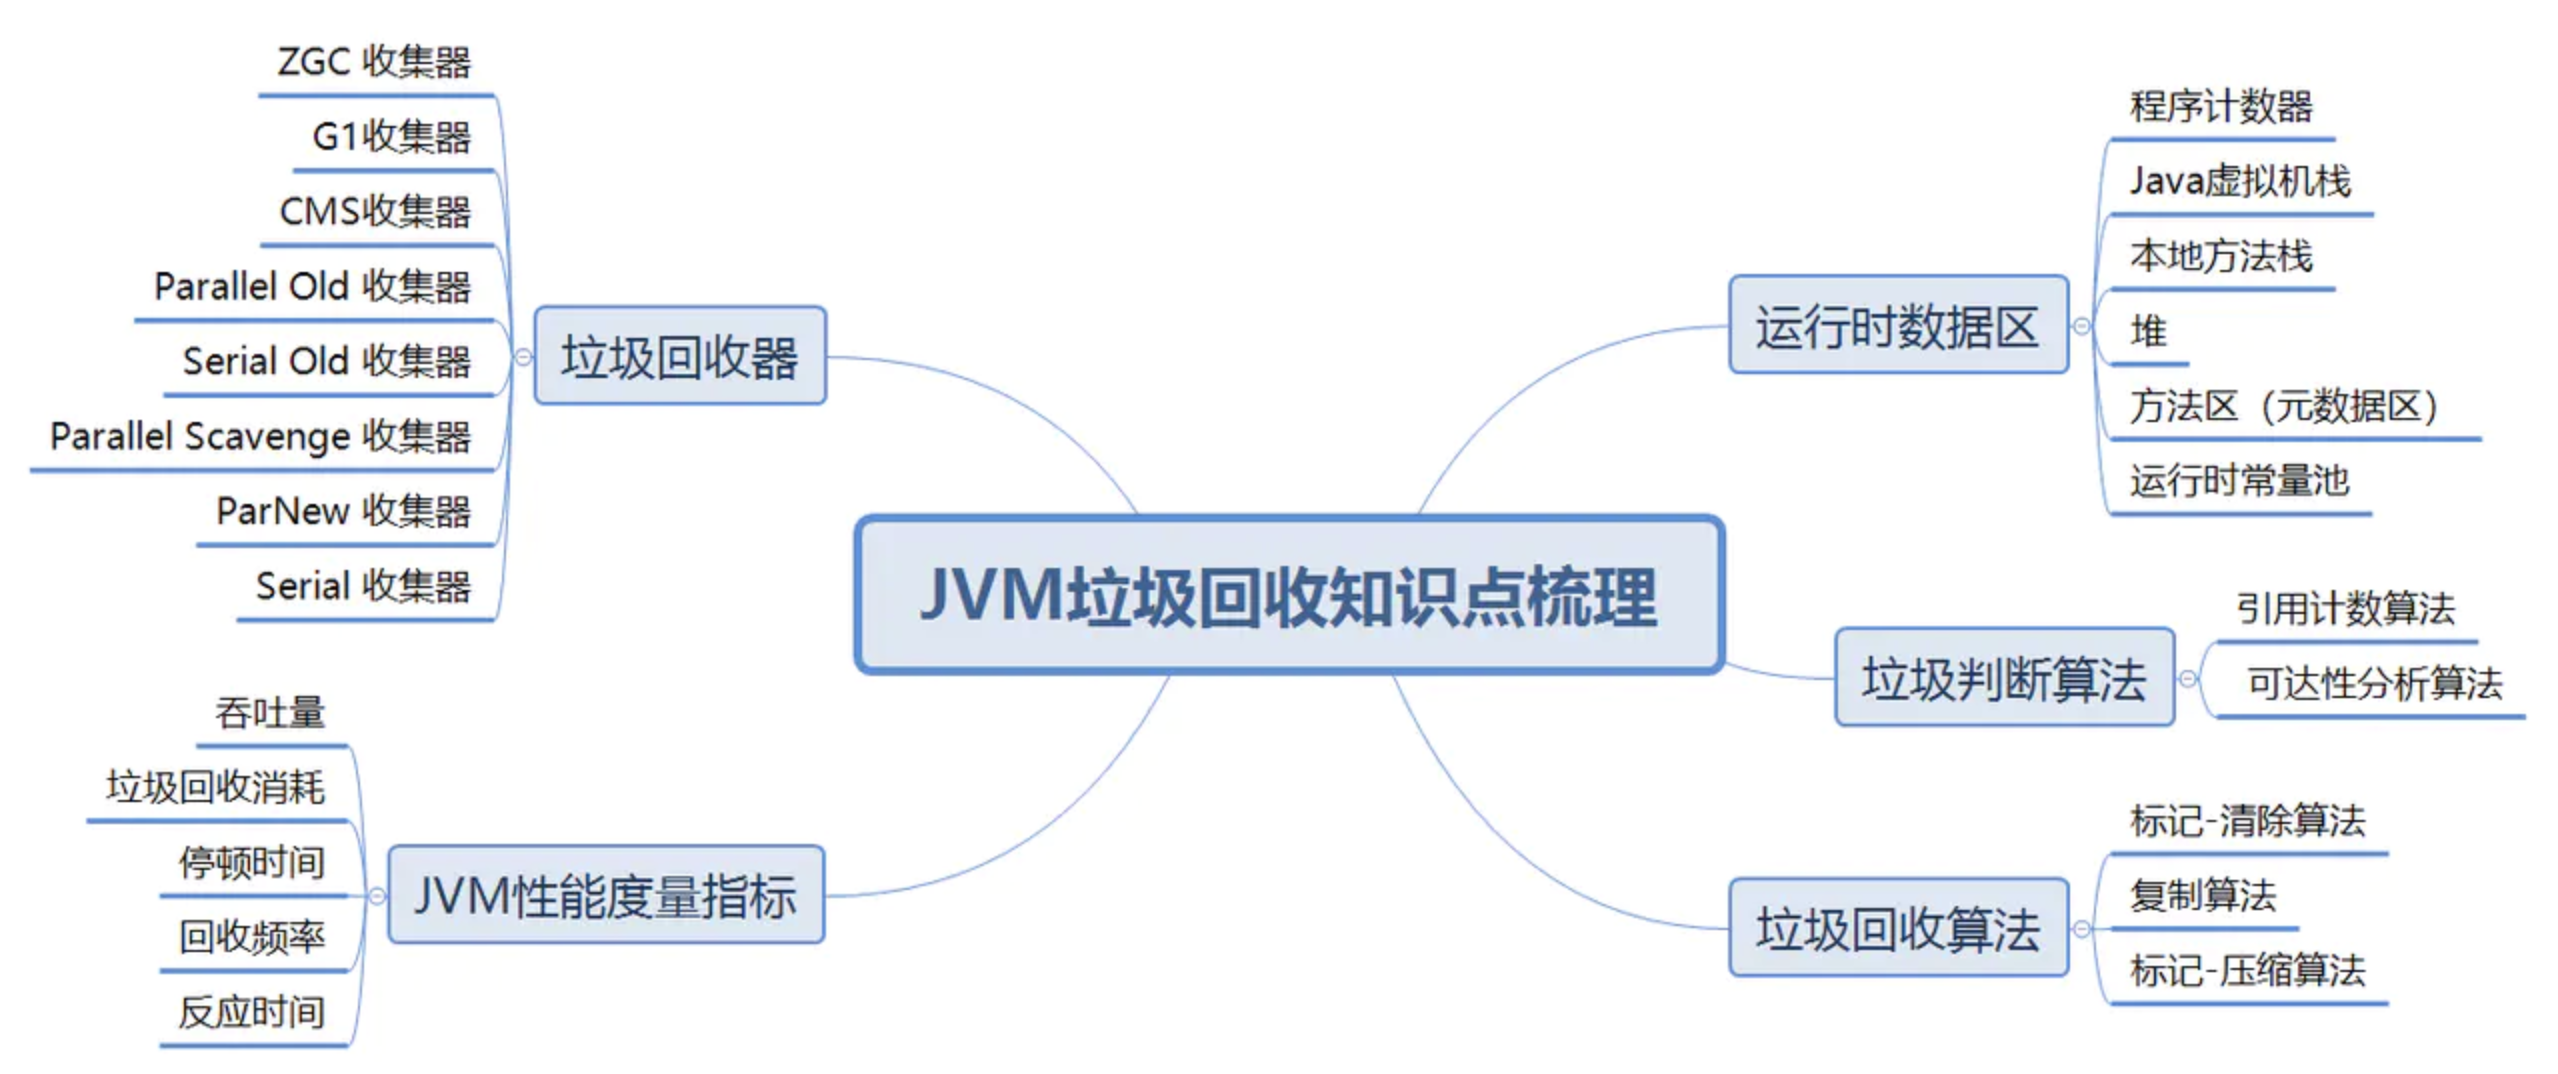 JVM垃圾回收知识点梳理
运行时数据区
程序计数器
Java虚拟机栈
本地方法栈
堆
方法区（元数据区）
运行时常量池
垃圾判断算法
引用计数算法
可达性分析算法
垃圾回收算法
标记-清除算法
复制算法
标记-压缩算法
垃圾回收器
ZGC 收集器
G1收集器
CMS收集器
Parallel Old 收集器
Serial Old 收集器
Parallel Scavenge 收集器
ParNew 收集器
Serial 收集器
JVM性能度量指标
吞吐量
垃圾回收消耗
停顿时间
回收频率
反应时间